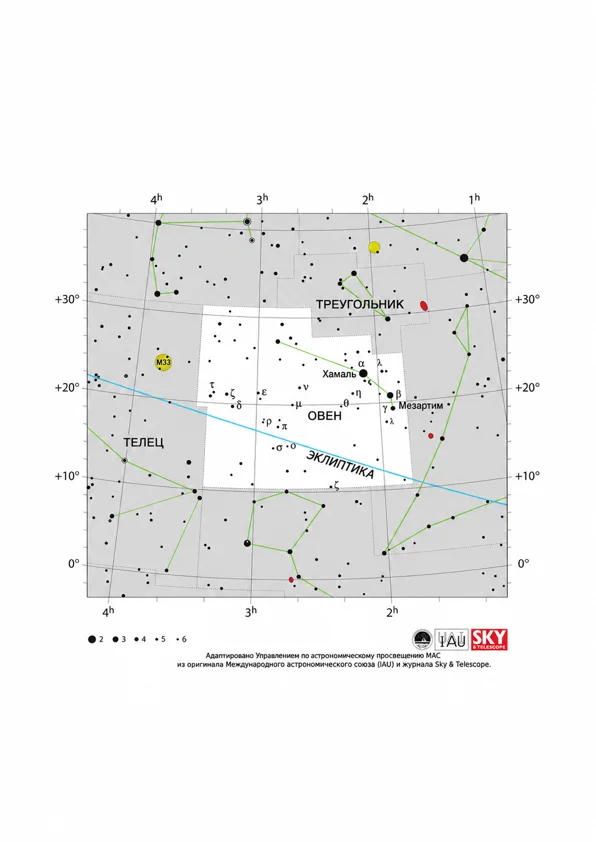 4h 3h 2h 1h
+30° +30°
ТРЕУГОЛЬНИК
M33
α λ
Хамаль ζ
+20° +20°
τ ζ ε ν η β
δ μ θ γ Мезартим
ρ π ОВЕН λ
ТЕЛЕЦ
σ ο ЭКЛИПТИКА
+10° +10°
ζ
0° 0°
4h 3h 2h
2 3 4 5 6
IAU SKY
& TELESCOPE
Адаптировано Управлением по астрономическому просвещению МАС
из оригинала Международного астрономического союза (IAU) и журнала Sky & Telescope.